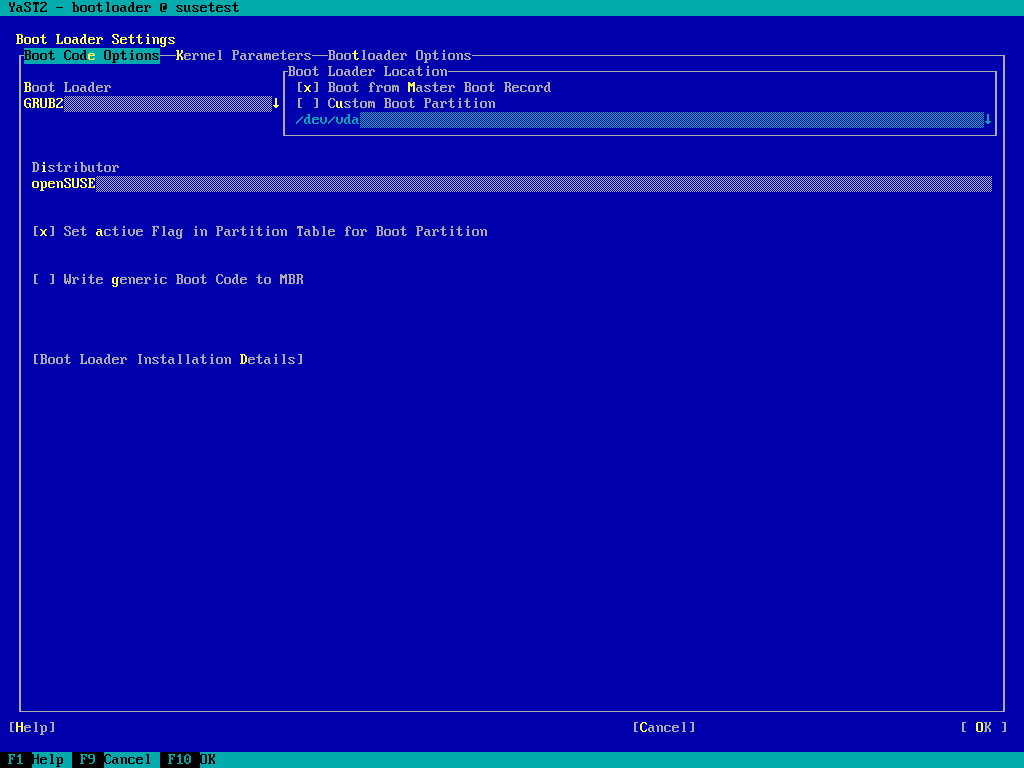 YaST2 - bootloader @ susetest
Boot Loader Settings
Boot Code Options Kernel Parameters Bootloader Options
Boot Loader Location
Boot Loader
GRUB2 ↓
[x] Boot from Master Boot Record
[ ] Custom Boot Partition
/dev/vda ↓
Distributor
openSUSE
[x] Set active Flag in Partition Table for Boot Partition
[ ] Write generic Boot Code to MBR
[Boot Loader Installation Details]
[Help] [Cancel] [ OK ]
F1 Help F9 Cancel F10 OK